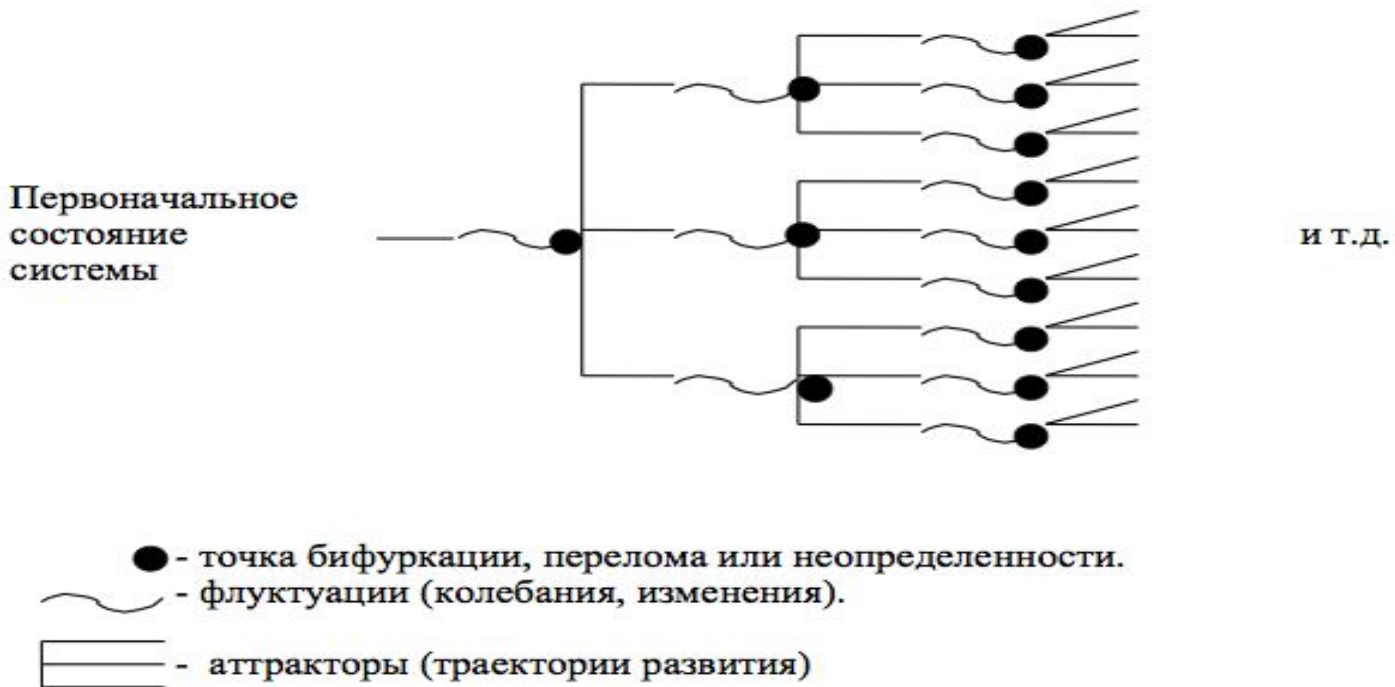 Первоначальное
состояние
системы
и т.д.
- точка бифуркации, перелома или неопределенности.
- флуктуации (колебания, изменения).
- аттракторы (траектории развития)